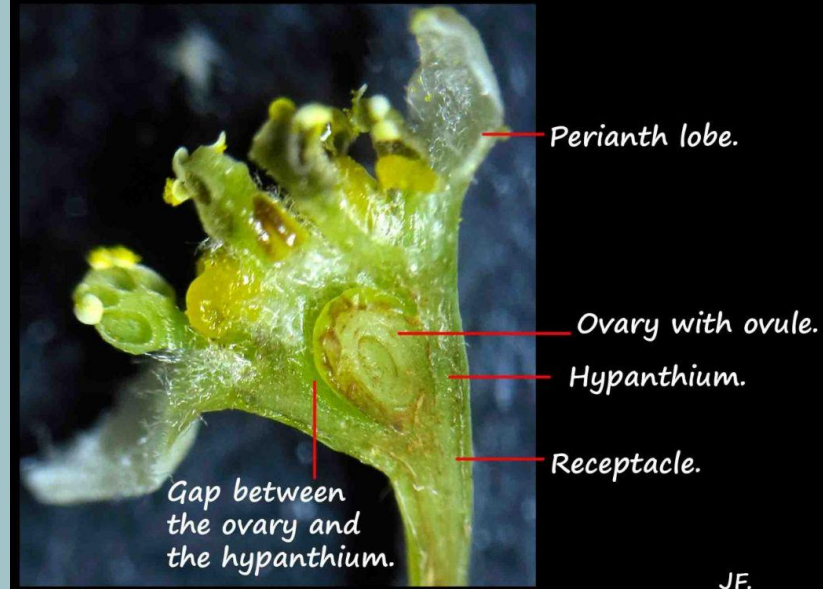 Perianth lobe.
Ovary with ovule.
Hypanthium.
Receptacle.
Gap between
the ovary and
the hypanthium.
JF.